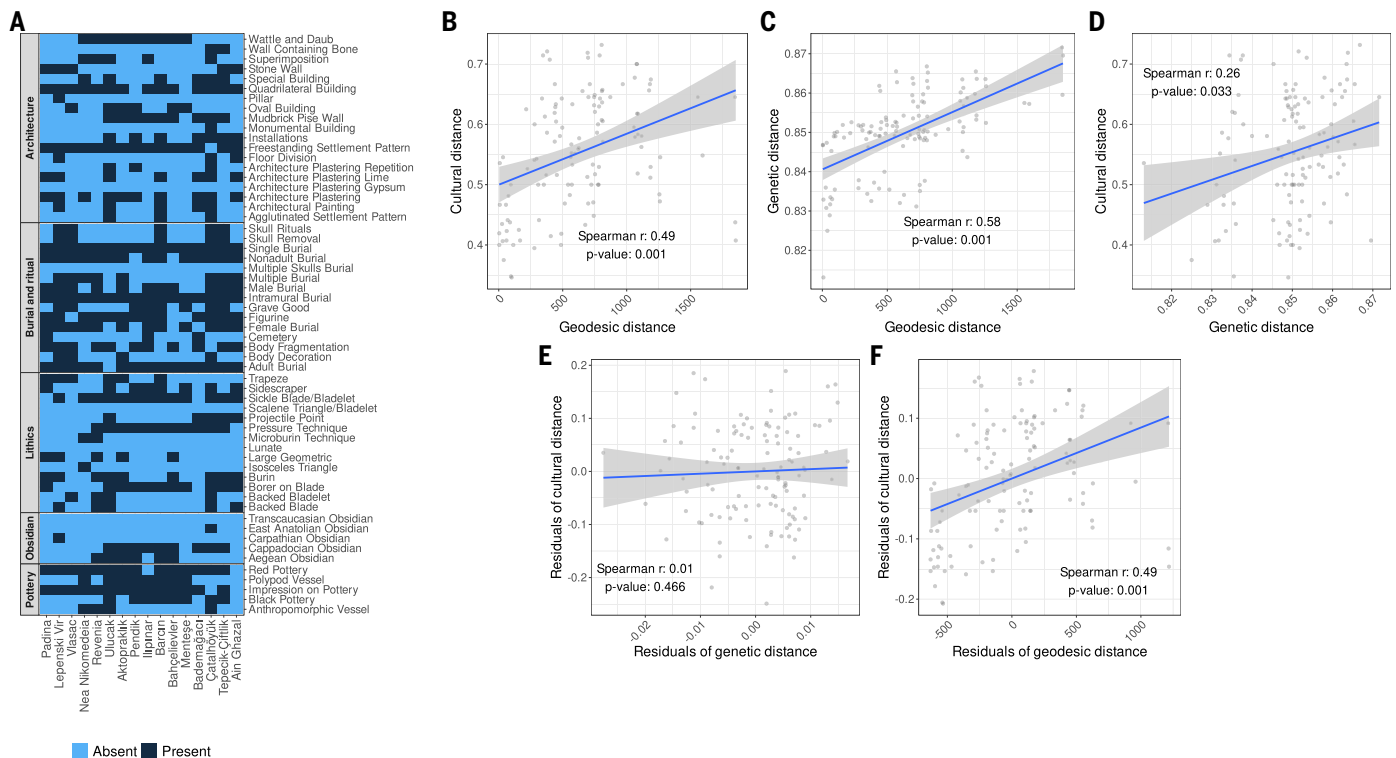 A
Architecture
Wattle and Daub
Wall Containing Bone
Superimposition
Stone Wall
Special Building
Quadrilateral Building
Pillar
Oval Building
Mudbrick Pise Wall
Monumental Building
Installations
Freestanding Settlement Pattern
Floor Division
Architecture Plastering Repetition
Architecture Plastering Lime
Architecture Plastering Gypsum
Architecture Plastering
Architectural Painting
Agglutinated Settlement Pattern
Burial and ritual
Skull Rituals
Skull Removal
Single Burial
Nonadult Burial
Multiple Skulls Burial
Multiple Burial
Male Burial
Intramural Burial
Grave Good
Figurine
Female Burial
Cemetery
Body Fragmentation
Body Decoration
Adult Burial
Lithics
Trapeze
Sidescraper
Sickle Blade/Bladelet
Scalene Triangle/Bladelet
Projectile Point
Pressure Technique
Microburin Technique
Lunate
Large Geometric
Isosceles Triangle
Burin
Borer on Blade
Backed Bladelet
Backed Blade
Obsidian
Transcaucasian Obsidian
East Anatolian Obsidian
Carpathian Obsidian
Cappadocian Obsidian
Aegean Obsidian
Pottery
Red Pottery
Polypod Vessel
Impression on Pottery
Black Pottery
Anthropomorphic Vessel
Padina
Lepenski Vir
Vlasac
Nea Nikomedeia
Revenia
Ulucak
Aktopraklık
Pendik
Ilıpınar
Barcın
Bahçelievler
Menteşe
Bademağacı
Çatalhöyük
Tepecik-Çiftlik
Ain Ghazal
Absent
Present
B
Cultural distance
0.7
0.6
0.5
0.4
Spearman r: 0.49
p-value: 0.001
0
500
1000
1500
Geodesic distance
C
Genetic distance
0.87
0.86
0.85
0.84
0.83
0.82
Spearman r: 0.58
p-value: 0.001
0
500
1000
1500
Geodesic distance
D
Cultural distance
0.7
0.6
0.5
0.4
Spearman r: 0.26
p-value: 0.033
0.82
0.83
0.84
0.85
0.86
0.87
Genetic distance
E
Residuals of cultural distance
0.2
0.1
0.0
-0.1
-0.2
Spearman r: 0.01
p-value: 0.466
-0.02
-0.01
0.00
0.01
Residuals of genetic distance
F
Residuals of cultural distance
0.1
0.0
-0.1
-0.2
Spearman r: 0.49
p-value: 0.001
-500
0
500
1000
Residuals of geodesic distance